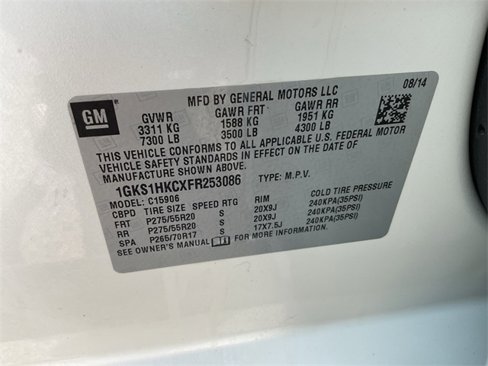 GM
MFD BY GENERAL MOTORS LLC
08/14
GVWR GAWR FRT GAWR RR
3311 KG 1588 KG 1951 KG
7300 LB 3500 LB 4300 LB
THIS VEHICLE CONFORMS TO ALL APPLICABLE U.S. FEDERAL MOTOR
VEHICLE SAFETY STANDARDS IN EFFECT ON THE DATE OF
MANUFACTURE SHOWN ABOVE.
1GKS1HKCXFR253086 TYPE: M.P.V.
MODEL: C15906
CBPD TIRE SIZE SPEED RTG RIM COLD TIRE PRESSURE
FRT P275/55R20 S 20X9J 240KPA(35PSI)
RR P275/55R20 S 20X9J 240KPA(35PSI)
SPA P265/70R17 S 17X7.5J 240KPA(35PSI)
SEE OWNER'S MANUAL FOR ADDITIONAL INFORMATION.